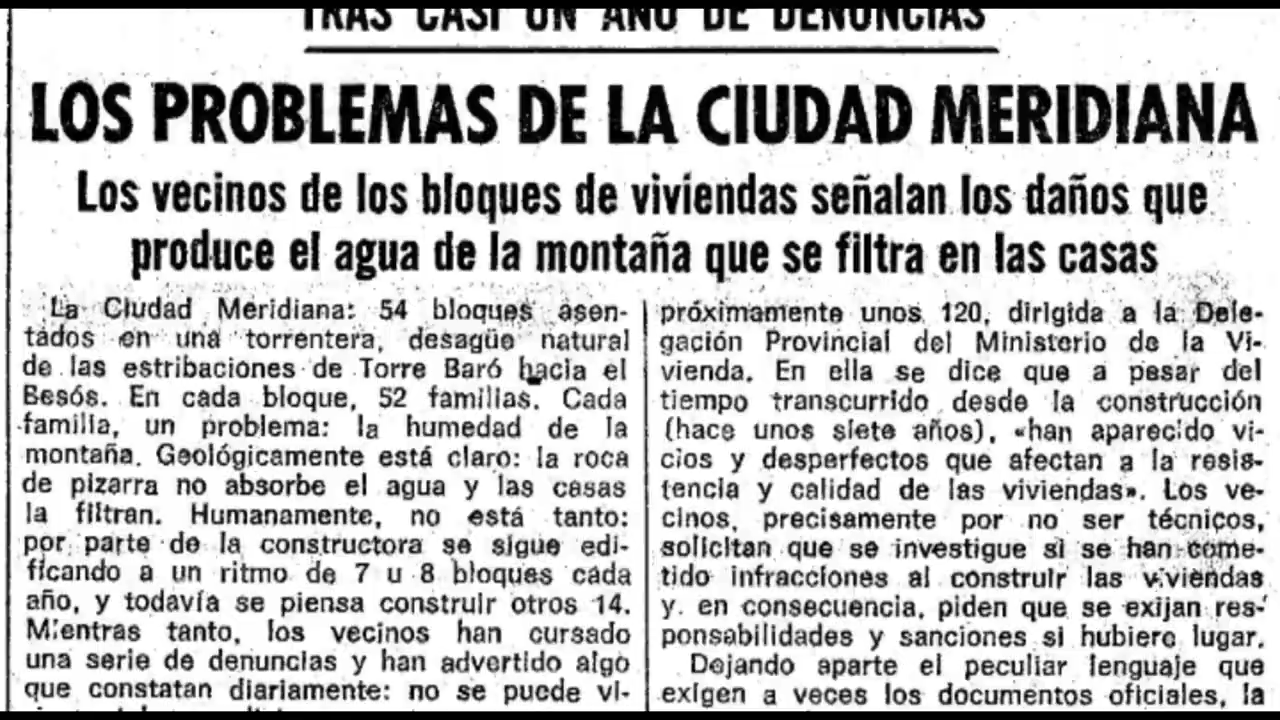 TRAS CASI UN AÑO DE DENUNCIAS
LOS PROBLEMAS DE LA CIUDAD MERIDIANA
Los vecinos de los bloques de viviendas señalan los daños que
produce el agua de la montaña que se filtra en las casas
La Ciudad Meridiana: 54 bloques asen-
tados en una torrentera, desagüe natural
de las estribaciones de Torre Baró hacia el
Besós. En cada bloque, 52 familias. Cada
familia, un problema: la humedad de la
montaña. Geológicamente está claro: la roca
de pizarra no absorbe el agua y las casas
la filtran. Humanamente, no está tanto:
por parte de la constructora se sigue edi-
ficando a un ritmo de 7 u 8 bloques cada
año, y todavía se piensa construir otros 14.
Mientras tanto, los vecinos han cursado
una serie de denuncias y han advertido algo
que constatan diariamente: no se puede vi-
próximamente unos 120, dirigida a la Dele-
gación Provincial del Ministerio de la Vi-
vienda. En ella se dice que a pesar del
tiempo transcurrido desde la construcción
(hace unos siete años), «han aparecido vi-
cios y desperfectos que afectan a la resis-
tencia y calidad de las viviendas». Los ve-
cinos, precisamente por no ser técnicos,
solicitan que se investigue si se han come-
tido infracciones al construir las viviendas
y, en consecuencia, piden que se exijan res-
ponsabilidades y sanciones si hubiere lugar.
Dejando aparte el peculiar lenguaje que
exigen a veces los documentos oficiales, la